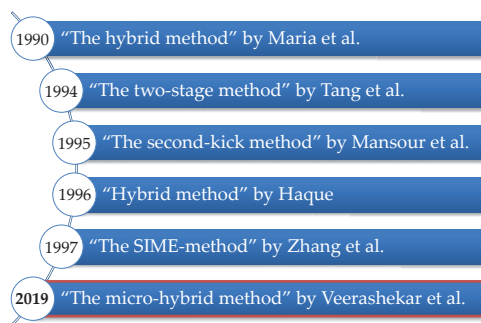 1990 “The hybrid method” by Maria et al.
1994 “The two-stage method” by Tang et al.
1995 “The second-kick method” by Mansour et al.
1996 “Hybrid method” by Haque
1997 “The SIME-method” by Zhang et al.
2019 “The micro-hybrid method” by Veerashekar et al.